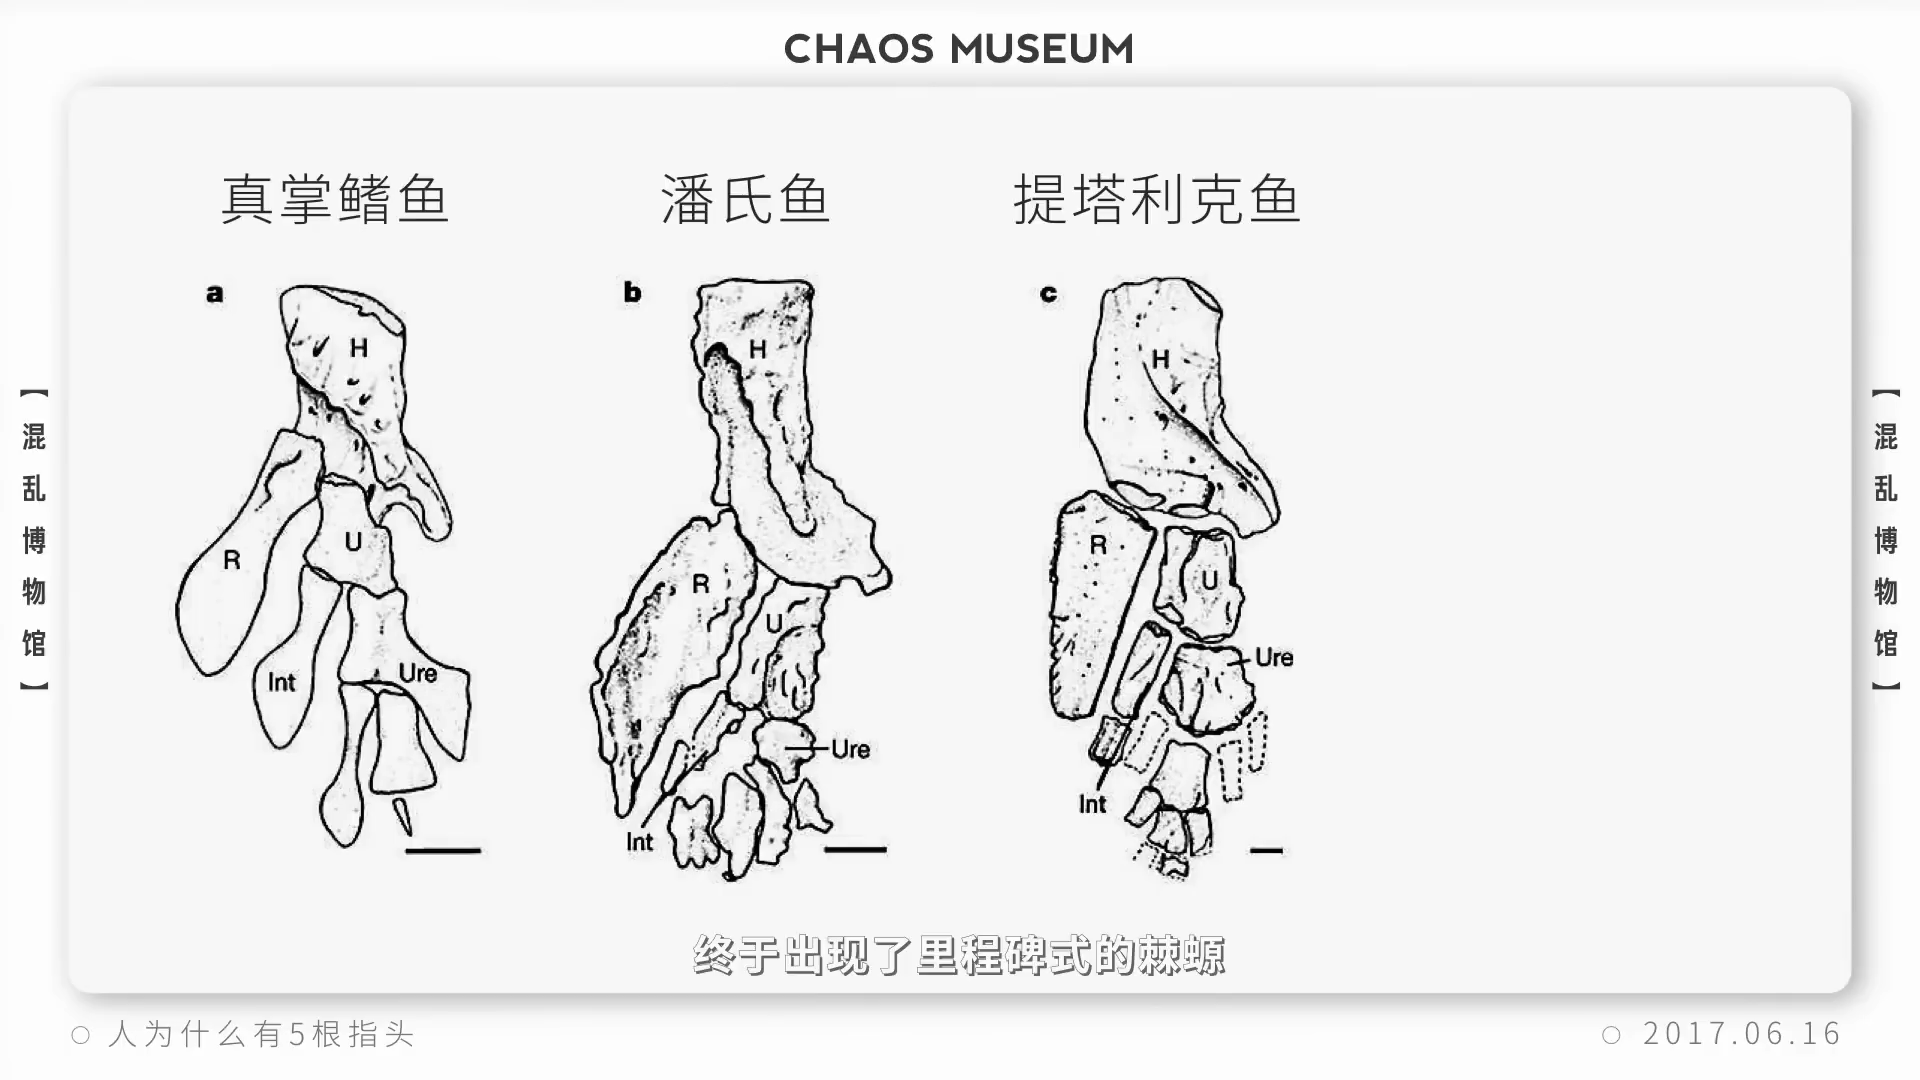 CHAOS MUSEUM
真掌鳍鱼
潘氏鱼
提塔利克鱼
a
H
R
U
Int
Ure
b
H
R
U
Ure
Int
c
H
R
U
Ure
Int
【混乱博物馆】
【混乱博物馆】
终于出现了里程碑式的棘螈
人为什么有5根指头
2017.06.16